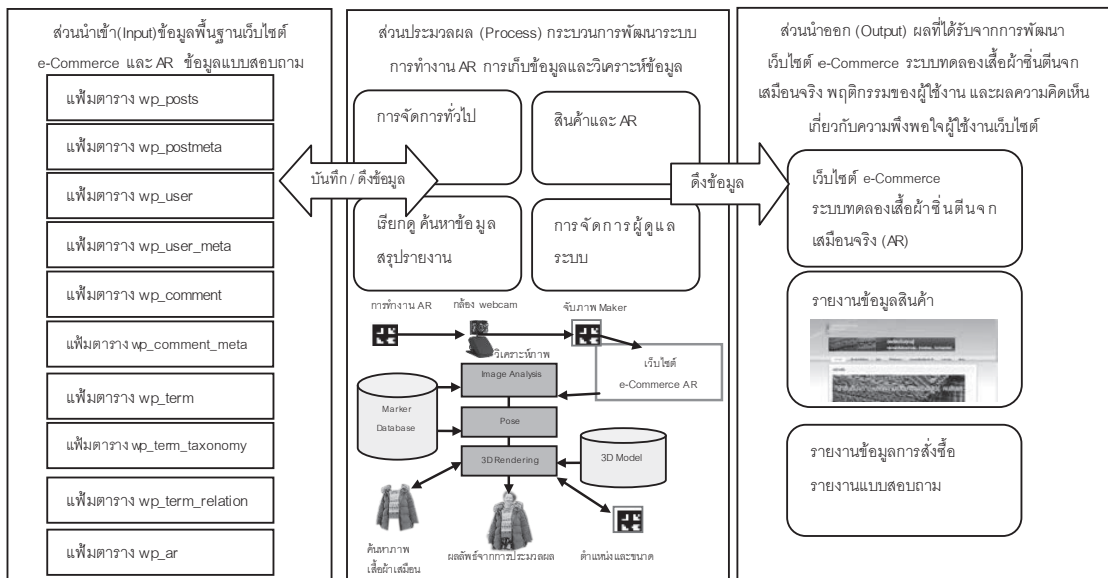 ส่วนนำเข้า(Input)ข้อมูลพื้นฐานเว็บไซต์
e-Commerce และ AR ข้อมูลแบบสอบถาม
แฟ้มตาราง wp_posts
แฟ้มตาราง wp_postmeta
แฟ้มตาราง wp_user
แฟ้มตาราง wp_user_meta
แฟ้มตาราง wp_comment
แฟ้มตาราง wp_comment_meta
แฟ้มตาราง wp_term
แฟ้มตาราง wp_term_taxonomy
แฟ้มตาราง wp_term_relation
แฟ้มตาราง wp_ar
บันทึก / ดึงข้อมูล
ส่วนประมวลผล (Process) กระบวนการพัฒนาระบบ
การทำงาน AR การเก็บข้อมูลและวิเคราะห์ข้อมูล
การจัดการทั่วไป
สินค้าและ AR
เรียกดู ค้นหาข้อมูล
สรุปรายงาน
การจัดการผู้ดูแล
ระบบ
การทำงาน AR
กล้อง webcam
จับภาพ Maker
วิเคราะห์ภาพ
Image Analysis
เว็บไซต์
e-Commerce AR
Marker
Database
Pose
3D Rendering
3D Model
ค้นหาภาพ
เสื้อผ้าเสมือน
ผลลัพธ์จากการประมวลผล
ตำแหน่งและขนาด
ดึงข้อมูล
ส่วนนำออก (Output) ผลที่ได้รับจากการพัฒนา
เว็บไซต์ e-Commerce ระบบทดลองเสื้อผ้าซิ่นตีนจก
เสมือนจริง พฤติกรรมของผู้ใช้งาน และผลความคิดเห็น
เกี่ยวกับความพึงพอใจผู้ใช้งานเว็บไซต์
เว็บไซต์ e-Commerce
ระบบทดลองเสื้อผ้าซิ่นตีนจก
เสมือนจริง (AR)
รายงานข้อมูลสินค้า
รายงานข้อมูลการสั่งซื้อ
รายงานแบบสอบถาม